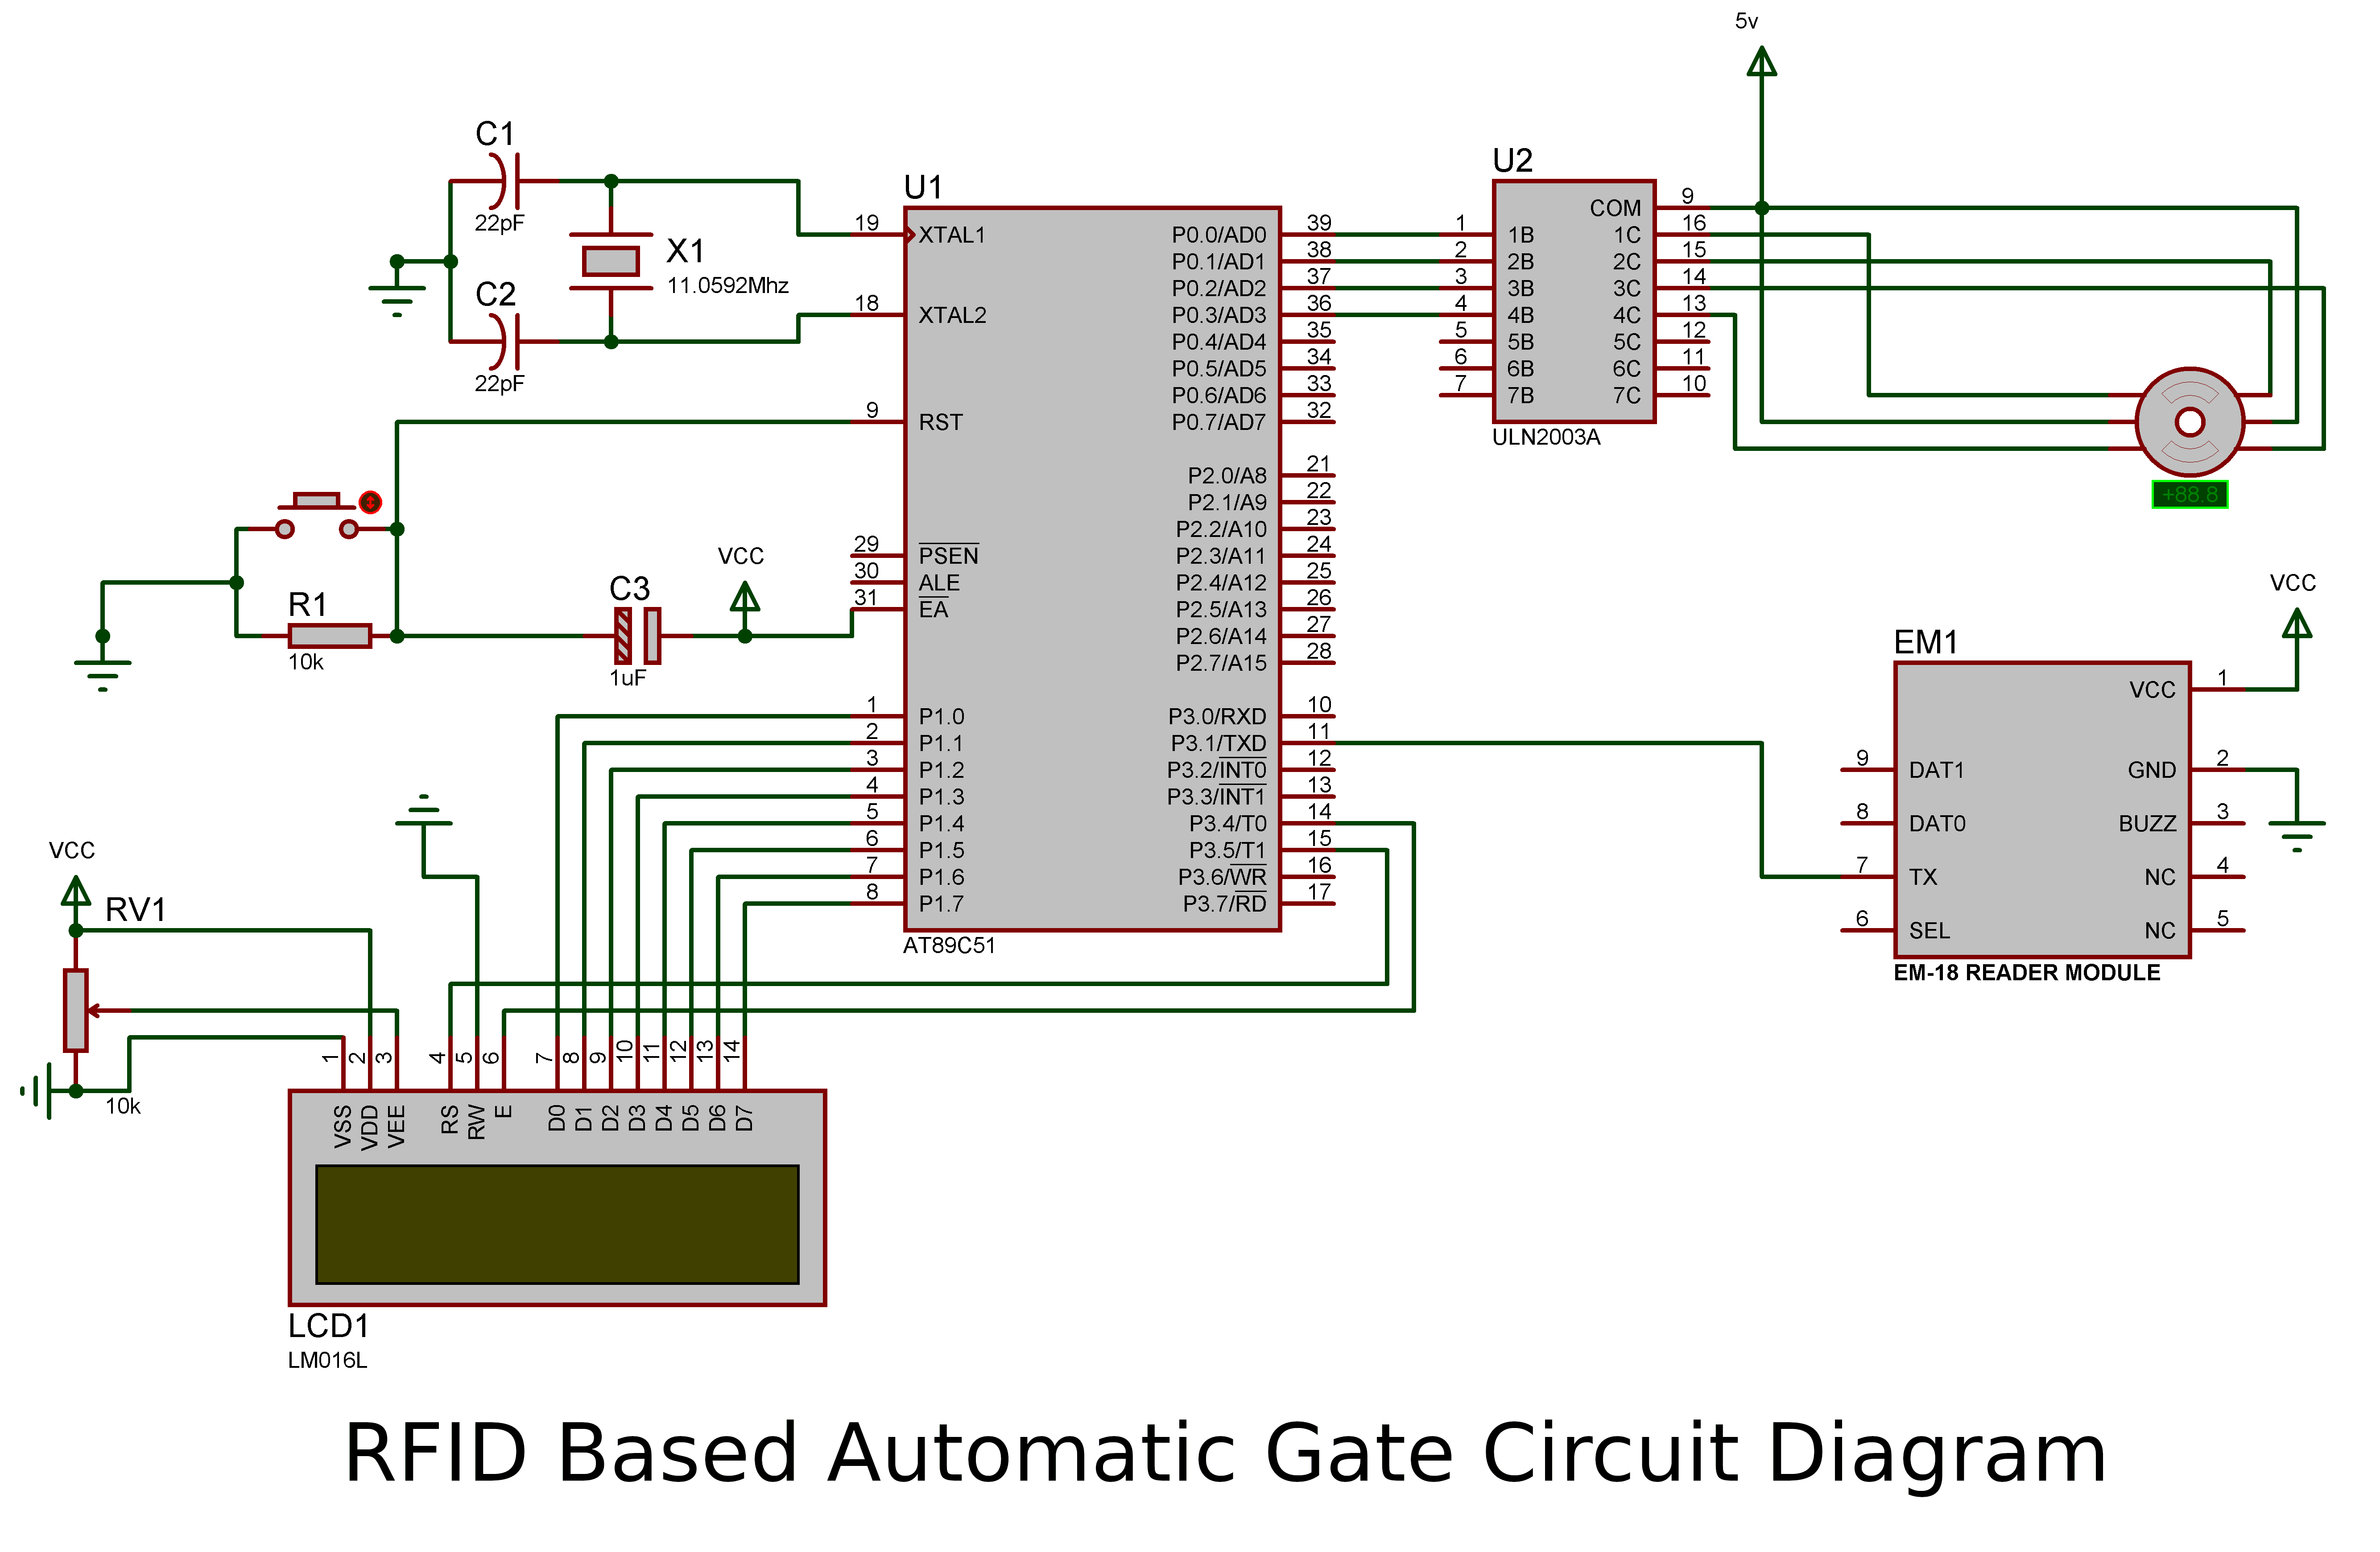 5v
C1
22pF
C2
22pF
X1
11.0592Mhz
U1
19 XTAL1
18 XTAL2
9 RST
29 PSEN
30 ALE
31 EA
1 P1.0
2 P1.1
3 P1.2
4 P1.3
5 P1.4
6 P1.5
7 P1.6
8 P1.7
P0.0/AD0 39
P0.1/AD1 38
P0.2/AD2 37
P0.3/AD3 36
P0.4/AD4 35
P0.5/AD5 34
P0.6/AD6 33
P0.7/AD7 32
P2.0/A8 21
P2.1/A9 22
P2.2/A10 23
P2.3/A11 24
P2.4/A12 25
P2.5/A13 26
P2.6/A14 27
P2.7/A15 28
P3.0/RXD 10
P3.1/TXD 11
P3.2/INT0 12
P3.3/INT1 13
P3.4/T0 14
P3.5/T1 15
P3.6/WR 16
P3.7/RD 17
AT89C51
U2
COM 9
1 1B 1C 16
2 2B 2C 15
3 3B 3C 14
4 4B 4C 13
5 5B 5C 12
6 6B 6C 11
7 7B 7C 10
ULN2003A
+88.8
R1
10k
C3
1uF
VCC
VCC
EM1
VCC 1
9 DAT1 GND 2
8 DAT0 BUZZ 3
7 TX NC 4
6 SEL NC 5
EM-18 READER MODULE
VCC
RV1
10k
1 2 3 4 5 6 7 8 9 10 11 12 13 14
VSS VDD VEE RS RW E D0 D1 D2 D3 D4 D5 D6 D7
LCD1
LM016L
RFID Based Automatic Gate Circuit Diagram